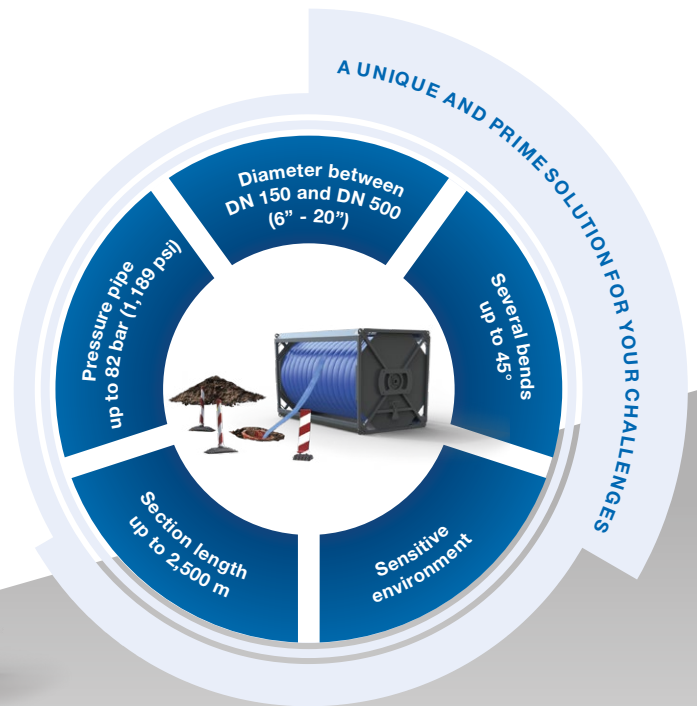 A UNIQUE AND PRIME SOLUTION FOR YOUR CHALLENGES
Diameter between
DN 150 and DN 500
(6” - 20”)
Several bends
up to 45°
Sensitive
environment
Section length
up to 2,500 m
Pressure pipe
up to 82 bar (1,189 psi)